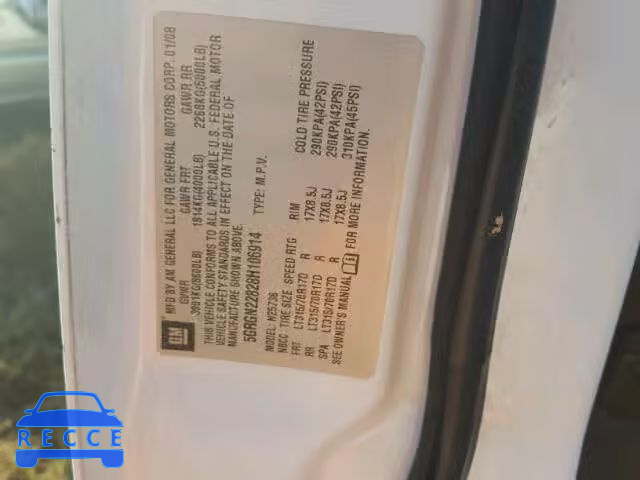 MFD BY AM GENERAL LLC FOR GENERAL MOTORS CORP. 01/08
GVWR GAWR FRT GAWR RR
3901KG(8600LB) 1814KG(4000LB) 2268KG(5000LB)
THIS VEHICLE CONFORMS TO ALL APPLICABLE U.S. FEDERAL MOTOR
VEHICLE SAFETY STANDARDS IN EFFECT ON THE DATE OF
MANUFACTURE SHOWN ABOVE.
5GRGN22828H106914 TYPE: M.P.V.
MODEL: N25736
NBCC TIRE SIZE SPEED RTG RIM COLD TIRE PRESSURE
FRT LT315/70R17D R 17X8.5J 290KPA(42PSI)
RR LT315/70R17D R 17X8.5J 290KPA(42PSI)
SPA LT315/70R17D R 17X8.5J 310KPA(45PSI)
SEE OWNER'S MANUAL FOR MORE INFORMATION.
GM
RECCE